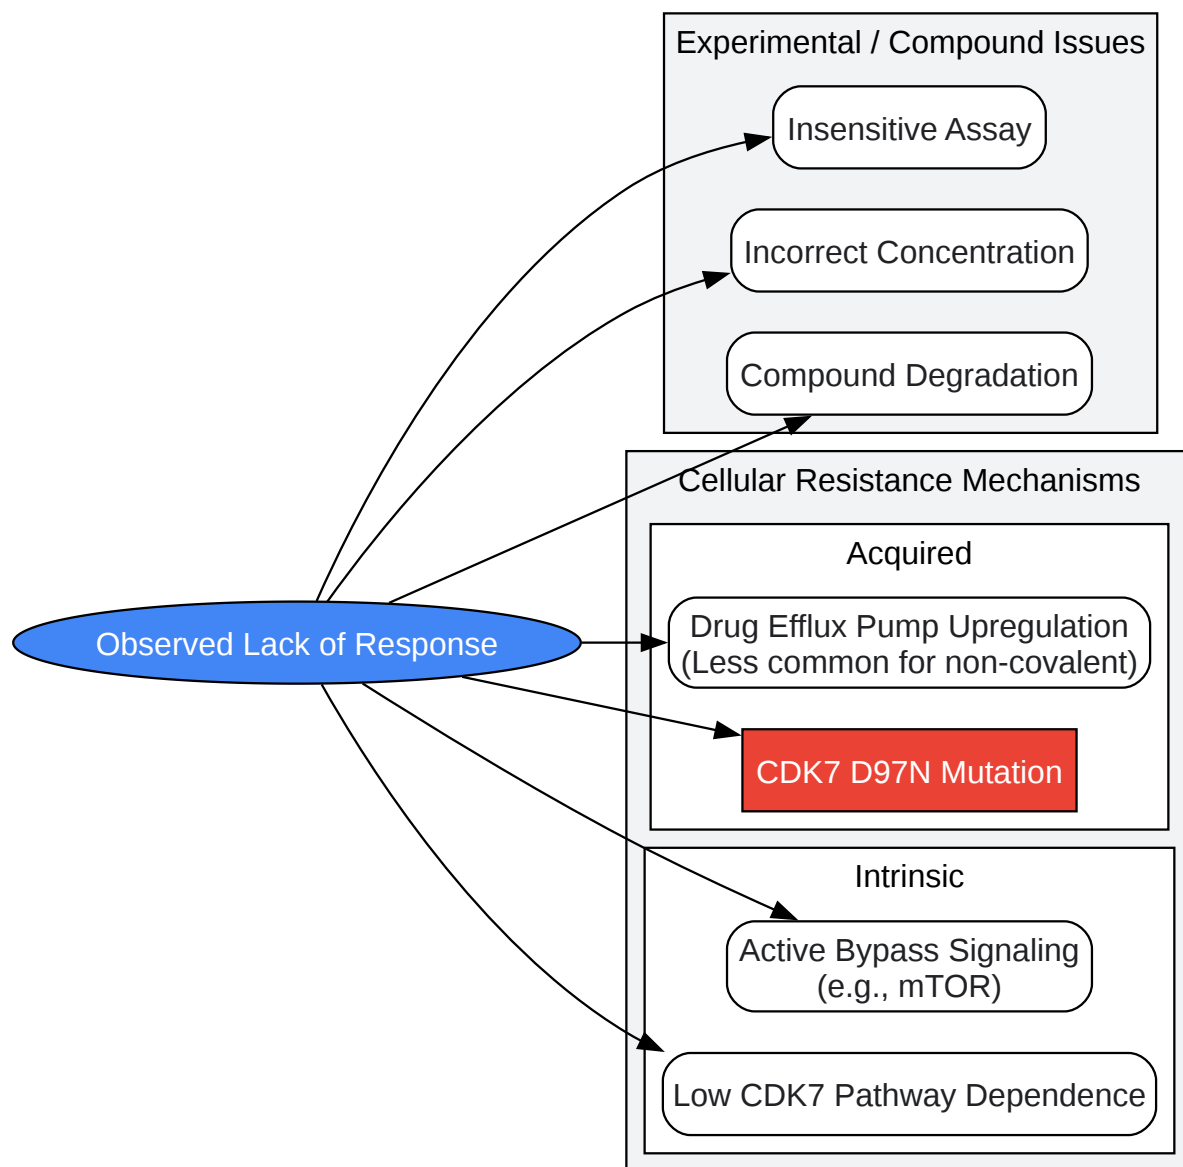 Experimental / Compound Issues
Insensitive Assay
Incorrect Concentration
Compound Degradation
Cellular Resistance Mechanisms
Acquired
Observed Lack of Response
Drug Efflux Pump Upregulation
(Less common for non-covalent)
CDK7 D97N Mutation
Intrinsic
Active Bypass Signaling
(e.g., mTOR)
Low CDK7 Pathway Dependence